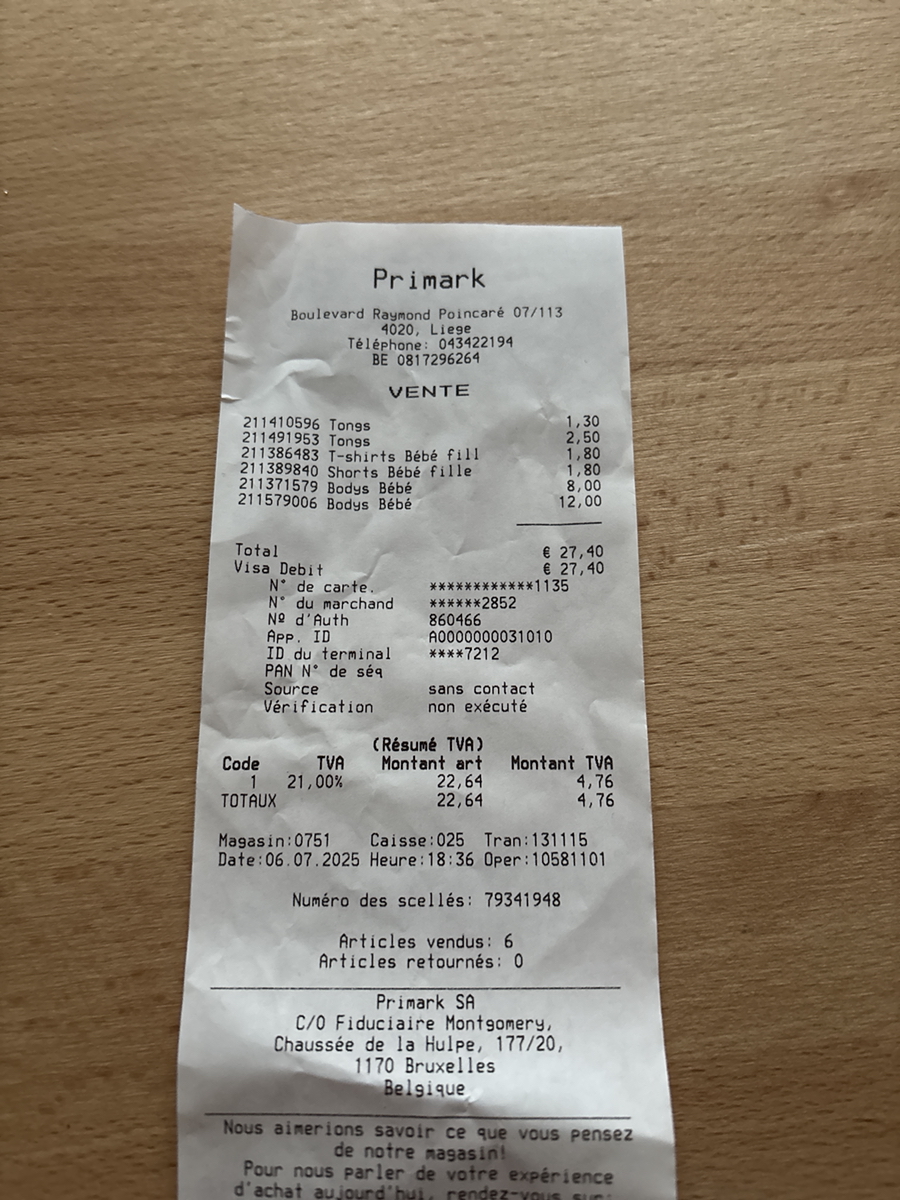 Primark
Boulevard Raymond Poincaré 07/113
4020, Liege
Téléphone: 043422194
BE 0817296264
VENTE
211410596 Tongs 1,30
211491953 Tongs 2,50
211386483 T-shirts Bébé fill 1,80
211389840 Shorts Bébé fille 1,80
211371579 Bodys Bébé 8,00
211579006 Bodys Bébé 12,00
Total € 27,40
Visa Debit € 27,40
N° de carte. ************1135
N° du marchand ******2852
Nº d'Auth 860466
App. ID A0000000031010
ID du terminal ****7212
PAN N° de séq
Source sans contact
Vérification non exécuté
(Résumé TVA)
Code TVA Montant art Montant TVA
1 21,00% 22,64 4,76
TOTAUX 22,64 4,76
Magasin:0751 Caisse:025 Tran:131115
Date:06.07.2025 Heure:18:36 Oper:10581101
Numéro des scellés: 79341948
Articles vendus: 6
Articles retournés: 0
Primark SA
C/O Fiduciaire Montgomery,
Chaussée de la Hulpe, 177/20,
1170 Bruxelles
Belgique
Nous aimerions savoir ce que vous pensez
de notre magasin!
Pour nous parler de votre expérience
d'achat aujourd'hui, rendez-vous sur: